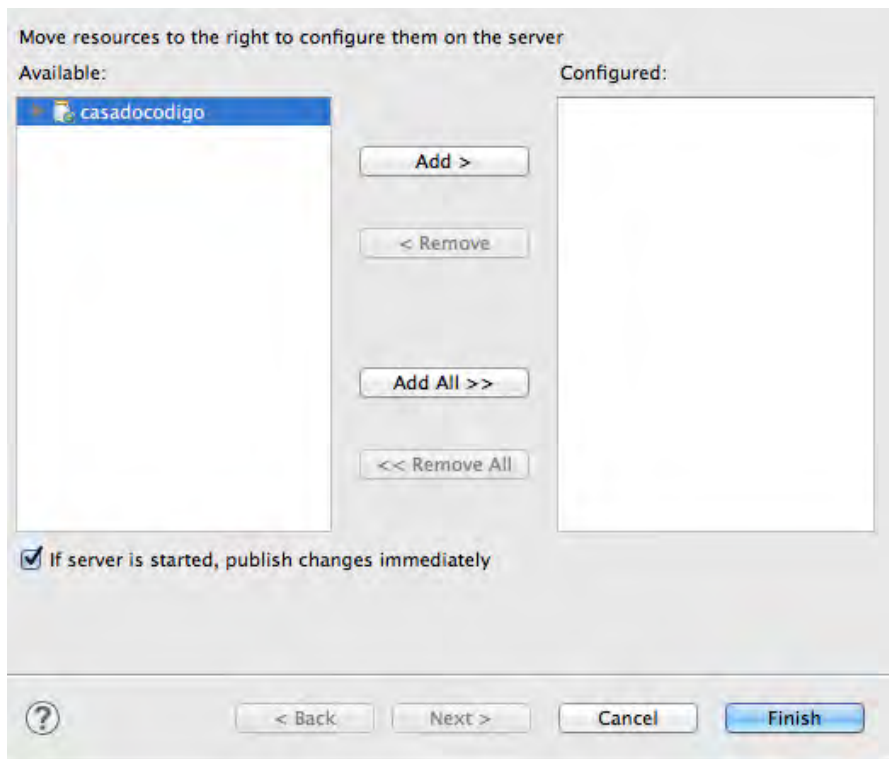 Move resources to the right to configure them on the server
Available:
Configured:
casadocodigo
Add >
< Remove
Add All >>
<< Remove All
If server is started, publish changes immediately
?
< Back
Next >
Cancel
Finish